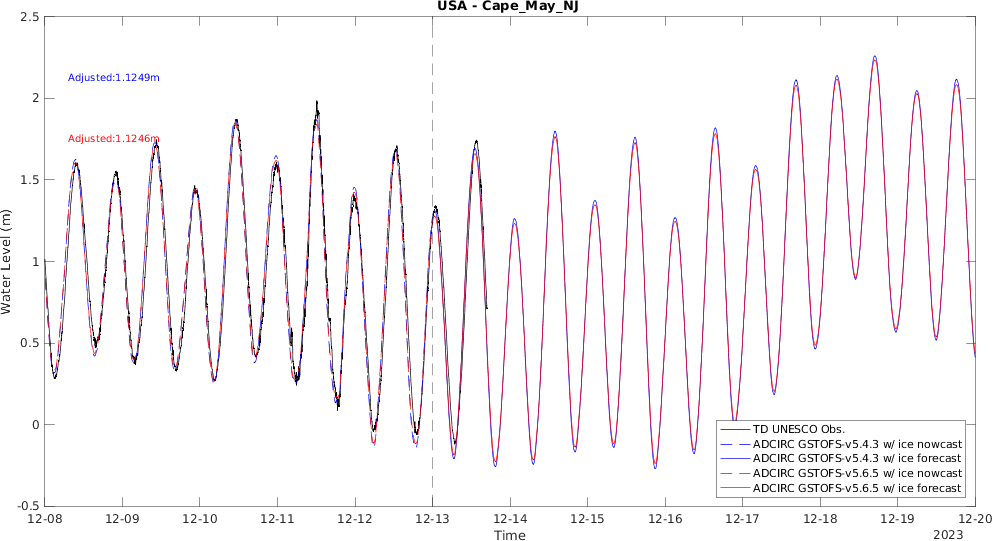 USA - Cape_May_NJ
2.5
Adjusted:1.1249m
2
Adjusted:1.1246m
1.5
1
Water Level (m)
0.5
0
-0.5
TD UNESCO Obs.
ADCIRC GSTOFS-v5.4.3 w/ ice nowcast
ADCIRC GSTOFS-v5.4.3 w/ ice forecast
ADCIRC GSTOFS-v5.6.5 w/ ice nowcast
ADCIRC GSTOFS-v5.6.5 w/ ice forecast
12-08 12-09 12-10 12-11 12-12 12-13 12-14 12-15 12-16 12-17 12-18 12-19 12-20
Time
2023